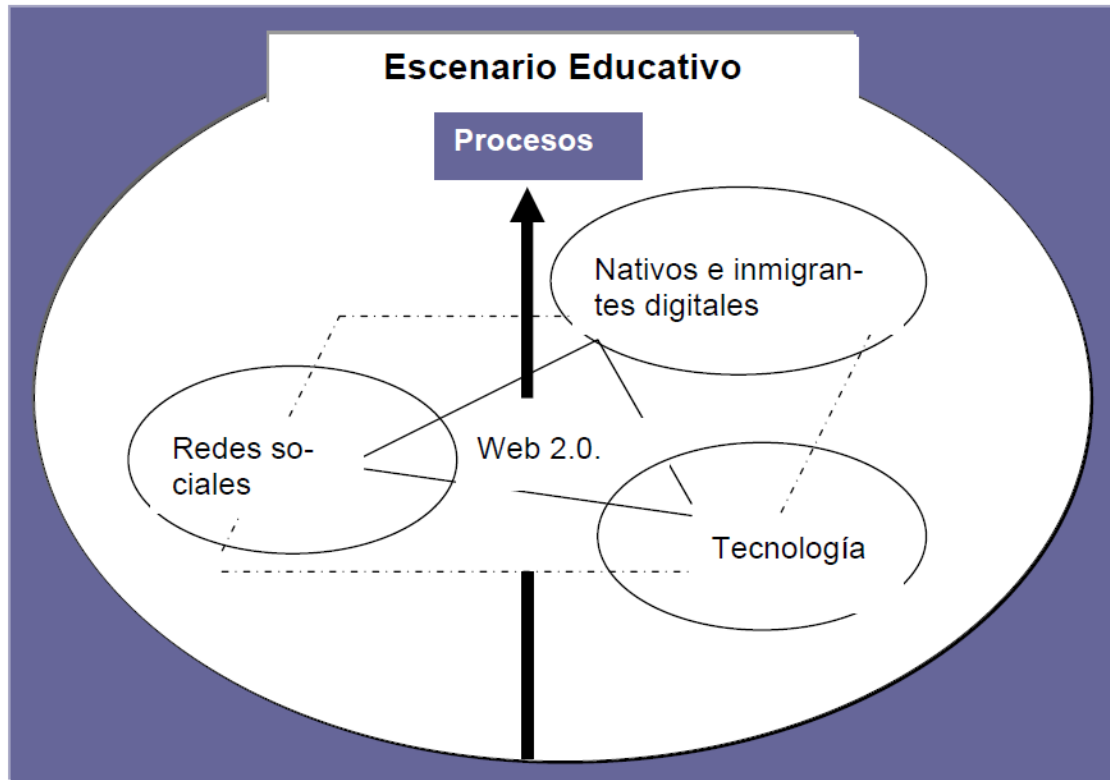 Escenario Educativo
Procesos
Nativos e inmigran-
tes digitales
Redes so-
ciales
Web 2.0.
Tecnología